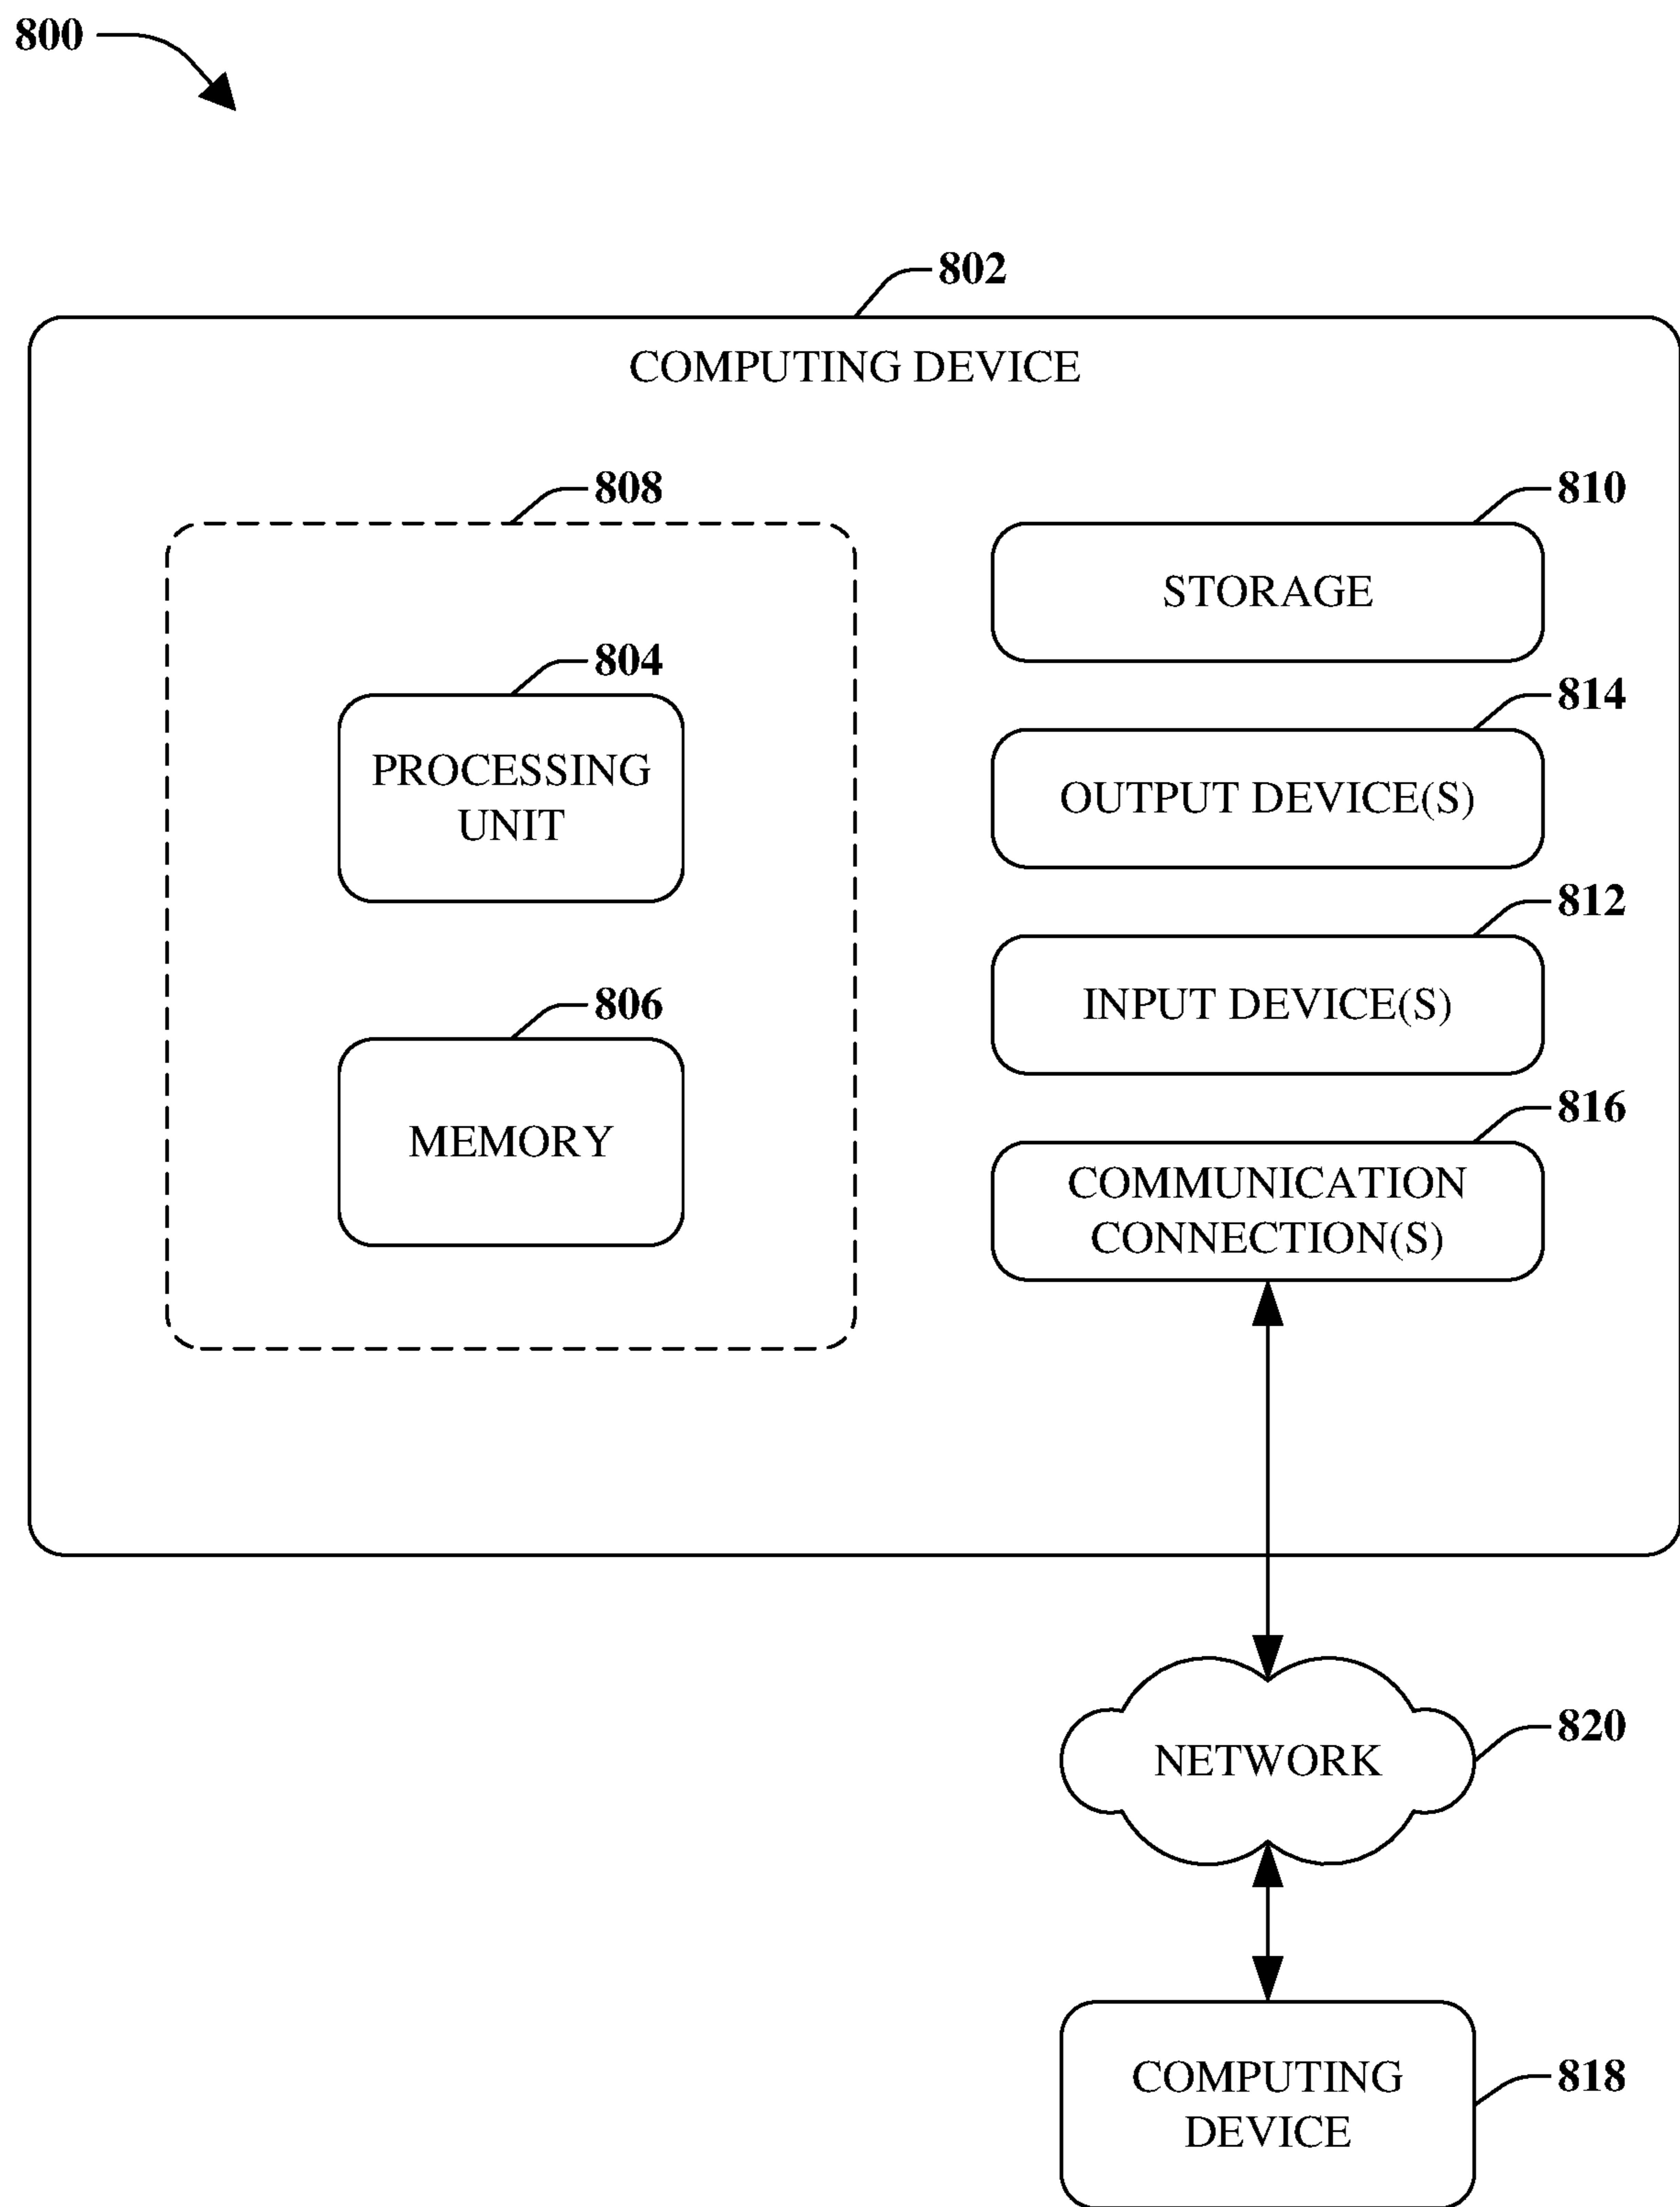 800
802
COMPUTING DEVICE
808
810
STORAGE
804
PROCESSING
UNIT
814
OUTPUT DEVICE(S)
812
INPUT DEVICE(S)
806
MEMORY
816
COMMUNICATION
CONNECTION(S)
820
NETWORK
818
COMPUTING
DEVICE